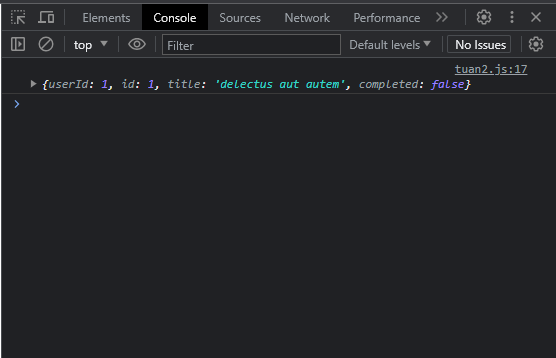 Elements Console Sources Network Performance
top Filter Default levels No Issues
tuan2.js:17
{userId: 1, id: 1, title: 'delectus aut autem', completed: false}